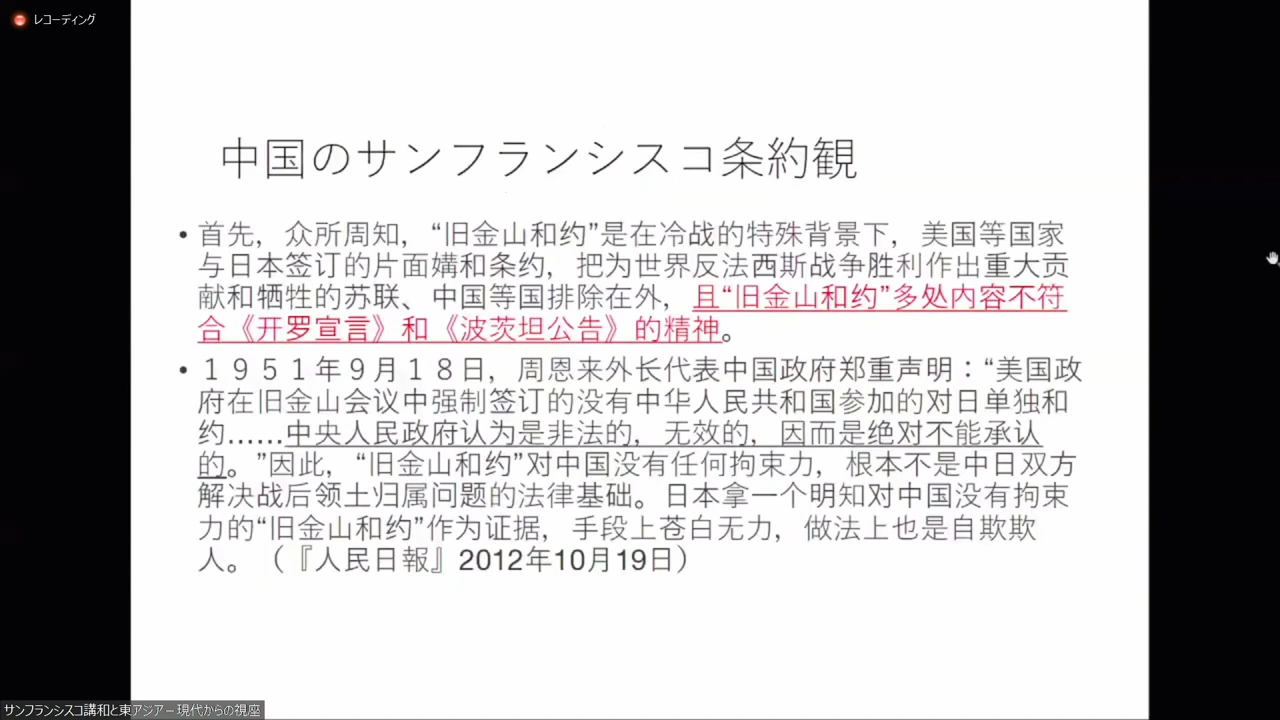 レコーディング
中国のサンフランシスコ条約観
• 首先，众所周知，“旧金山和约”是在冷战的特殊背景下，美国等国家
与日本签订的片面媾和条约，把为世界反法西斯战争胜利作出重大贡
献和牺牲的苏联、中国等国排除在外，且“旧金山和约”多处内容不符
合《开罗宣言》和《波茨坦公告》的精神。
• １９５１年９月１８日，周恩来外长代表中国政府郑重声明：“美国政
府在旧金山会议中强制签订的没有中华人民共和国参加的对日单独和
约……中央人民政府认为是非法的，无效的，因而是绝对不能承认
的。”因此，“旧金山和约”对中国没有任何拘束力，根本不是中日双方
解决战后领土归属问题的法律基础。日本拿一个明知对中国没有拘束
力的“旧金山和约”作为证据，手段上苍白无力，做法上也是自欺欺
人。（『人民日報』2012年10月19日）
サンフランシスコ講和と東アジアー現代からの視座